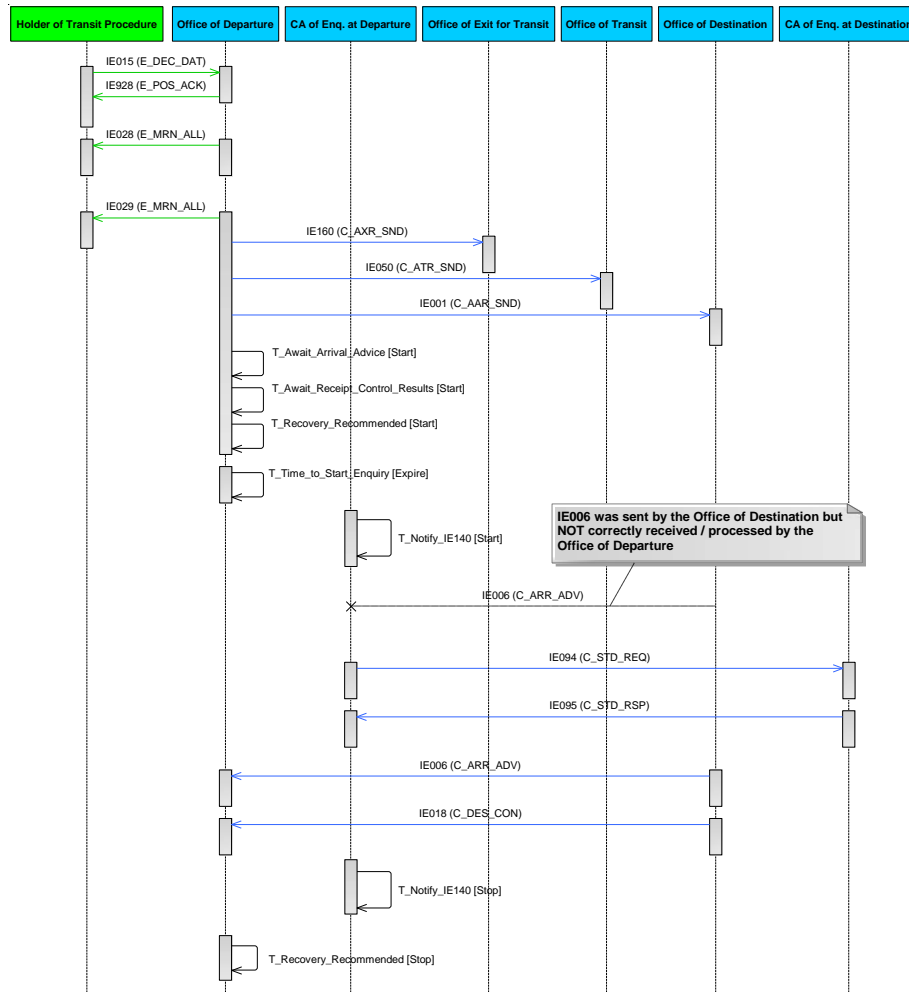 Holder of Transit Procedure
Office of Departure
CA of Enq. at Departure
Office of Exit for Transit
Office of Transit
Office of Destination
CA of Enq. at Destination
IE015 (E_DEC_DAT)
IE928 (E_POS_ACK)
IE028 (E_MRN_ALL)
IE029 (E_MRN_ALL)
IE160 (C_AXR_SND)
IE050 (C_ATR_SND)
IE001 (C_AAR_SND)
T_Await_Arrival_Advice [Start]
T_Await_Receipt_Control_Results [Start]
T_Recovery_Recommended [Start]
T_Time_to_Start_Enquiry [Expire]
IE006 was sent by the Office of Destination but
NOT correctly received / processed by the
Office of Departure
T_Notify_IE140 [Start]
IE006 (C_ARR_ADV)
IE094 (C_STD_REQ)
IE095 (C_STD_RSP)
IE006 (C_ARR_ADV)
IE018 (C_DES_CON)
T_Notify_IE140 [Stop]
T_Recovery_Recommended [Stop]